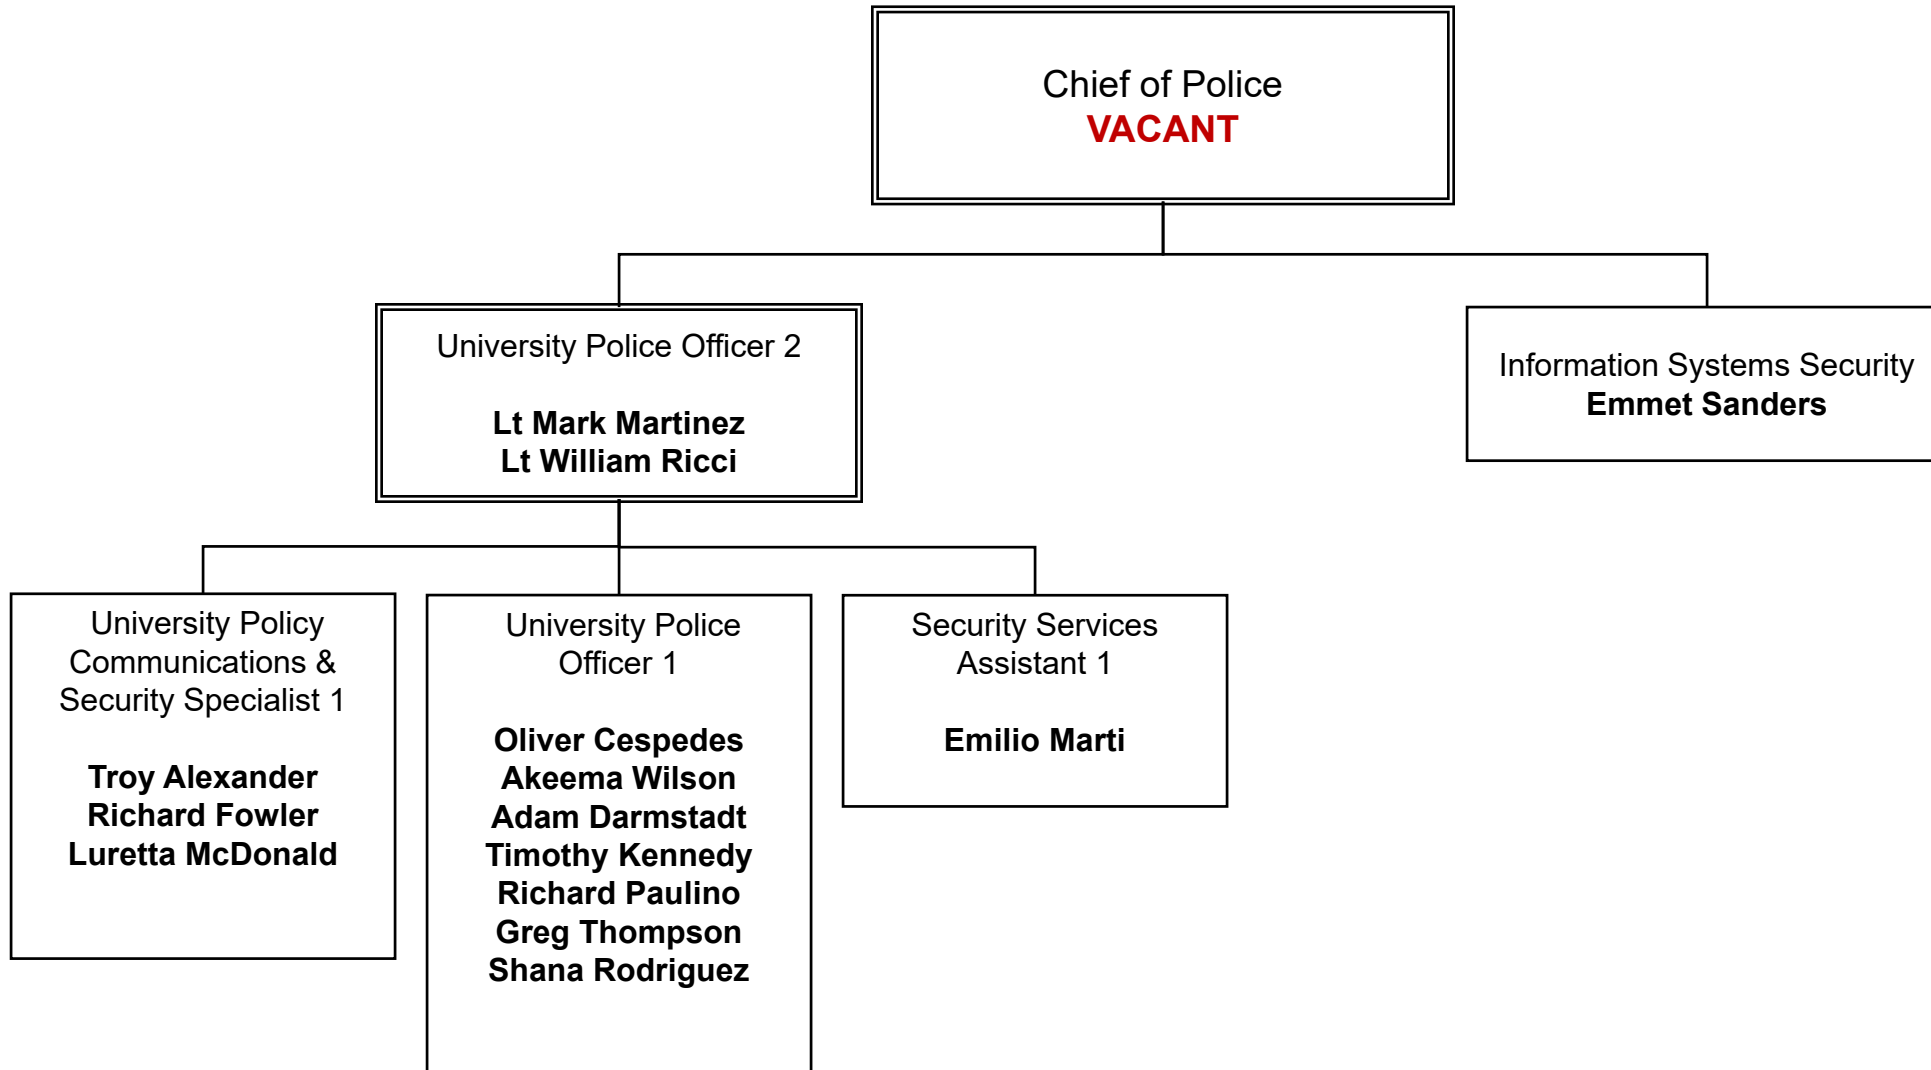 Chief of Police
VACANT
University Police Officer 2
Lt Mark Martinez
Lt William Ricci
Information Systems Security
Emmet Sanders
University Policy
Communications &
Security Specialist 1
Troy Alexander
Richard Fowler
Luretta McDonald
University Police
Officer 1
Oliver Cespedes
Akeema Wilson
Adam Darmstadt
Timothy Kennedy
Richard Paulino
Greg Thompson
Shana Rodriguez
Security Services
Assistant 1
Emilio Marti